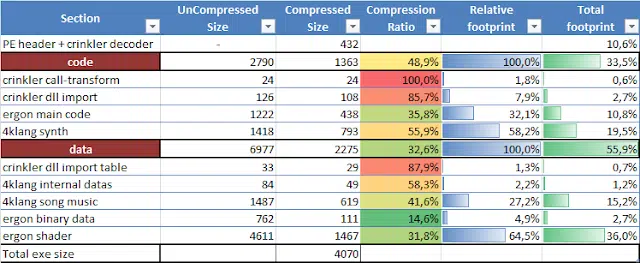 Section UnCompressed Size Compressed Size Compression Ratio Relative footprint Total footprint
PE header + crinkler decoder - 432 10,6%
code 2790 1363 48,9% 100,0% 33,5%
crinkler call-transform 24 24 100,0% 1,8% 0,6%
crinkler dll import 126 108 85,7% 7,9% 2,7%
ergon main code 1222 438 35,8% 32,1% 10,8%
4klang synth 1418 793 55,9% 58,2% 19,5%
data 6977 2275 32,6% 100,0% 55,9%
crinkler dll import table 33 29 87,9% 1,3% 0,7%
4klang internal datas 84 49 58,3% 2,2% 1,2%
4klang song music 1487 619 41,6% 27,2% 15,2%
ergon binary data 762 111 14,6% 4,9% 2,7%
ergon shader 4611 1467 31,8% 64,5% 36,0%
Total exe size 4070